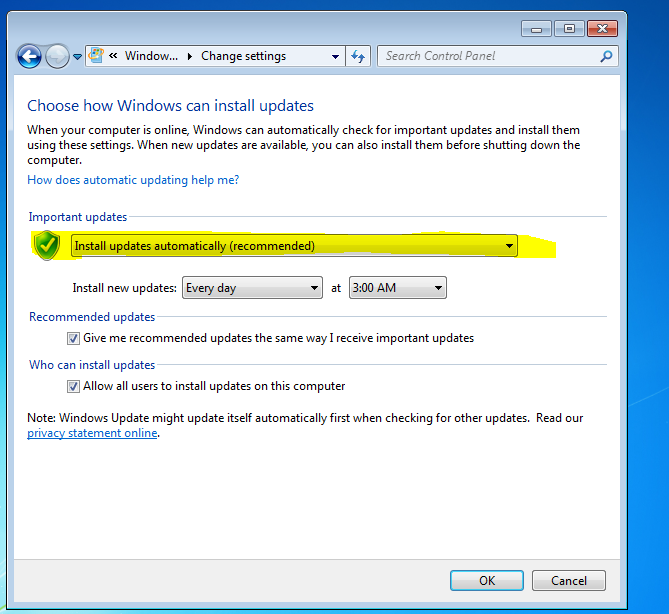 « Window... ▸ Change settings
Search Control Panel
Choose how Windows can install updates
When your computer is online, Windows can automatically check for important updates and install them
using these settings. When new updates are available, you can also install them before shutting down the
computer.
How does automatic updating help me?
Important updates
Install updates automatically (recommended)
Install new updates: Every day at 3:00 AM
Recommended updates
Give me recommended updates the same way I receive important updates
Who can install updates
Allow all users to install updates on this computer
Note: Windows Update might update itself automatically first when checking for other updates. Read our
privacy statement online.
OK Cancel